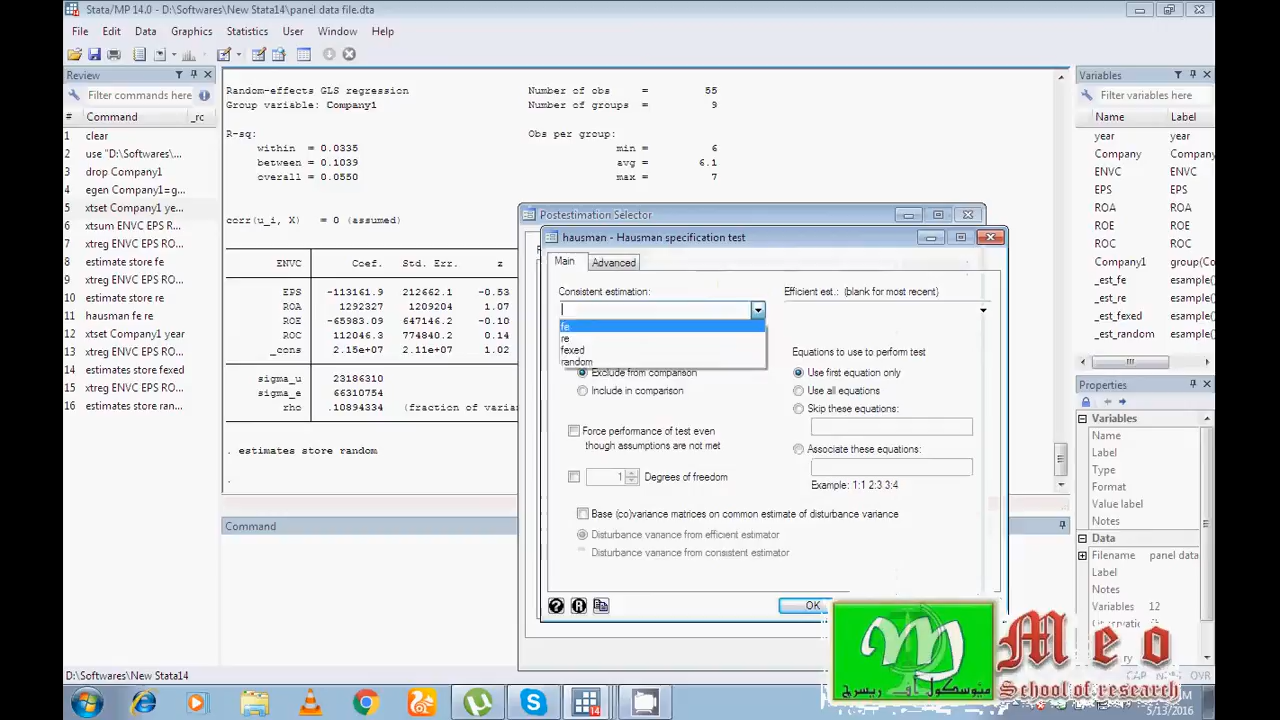 Stata/MP 14.0 - D:\Softwares\New Stata14\panel data file.dta
File Edit Data Graphics Statistics User Window Help
Review
Filter commands here
# Command _rc
1 clear
2 use "D:\Softwares\...
3 drop Company1
4 egen Company1=g...
5 xtset Company1 ye...
6 xtsum ENVC EPS ...
7 xtreg ENVC EPS RO...
8 estimate store fe
9 xtreg ENVC EPS RO...
10 estimate store re
11 hausman fe re
12 xtset Company1 year
13 xtreg ENVC EPS RO...
14 estimates store fexed
15 xtreg ENVC EPS RO...
16 estimates store random
Random-effects GLS regression Number of obs = 55
Group variable: Company1 Number of groups = 9
R-sq: Obs per group:
within = 0.0335 min = 6
between = 0.1039 avg = 6.1
overall = 0.0550 max = 7
corr(u_i, X) = 0 (assumed)
ENVC Coef. Std. Err. z
EPS -113161.9 212662.1 -0.53
ROA 1292327 1209204 1.07
ROE -65983.09 647146.2 -0.10
ROC 112046.3 774840.2 0.14
_cons 2.15e+07 2.11e+07 1.02
sigma_u 23186310
sigma_e 66310754
rho .10894334 (fraction of varian
. estimates store random
.
Command
Postestimation Selector
hausman - Hausman specification test
Main Advanced
Consistent estimation: Efficient est.: (blank for most recent)
fe
re
fexed
random
Exclude from comparison
Include in comparison
Force performance of test even
though assumptions are not met
1 Degrees of freedom
Equations to use to perform test
Use first equation only
Use all equations
Skip these equations:
Associate these equations:
Example: 1:1 2:3 3:4
Base (co)variance matrices on common estimate of disturbance variance
Disturbance variance from efficient estimator
Disturbance variance from consistent estimator
OK
Variables
Filter variables here
Name Label
year year
Company Company
ENVC ENVC
EPS EPS
ROA ROA
ROE ROE
ROC ROC
Company1 group(Co
_est_fe esample()
_est_re esample()
_est_fexed esample()
_est_random esample()
Properties
Variables
Name
Label
Type
Format
Value label
Notes
Data
Filename panel data
Label
Notes
Variables 12
D:\Softwares\New Stata14
CAP NUM OVR
Meo
School of research
میؤسکول آف ریسرچ
5/13/2016